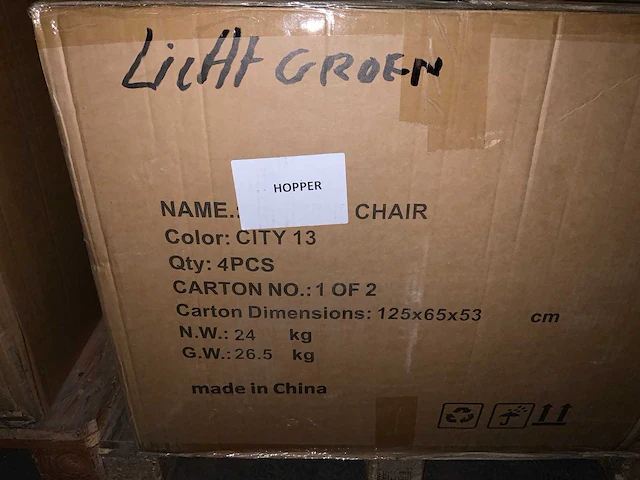 LicHt GROEN
HOPPER
NAME.: CHAIR
Color: CITY 13
Qty: 4PCS
CARTON NO.:1 OF 2
Carton Dimensions: 125x65x53 cm
N.W.: 24 kg
G.W.: 26.5 kg
made in China